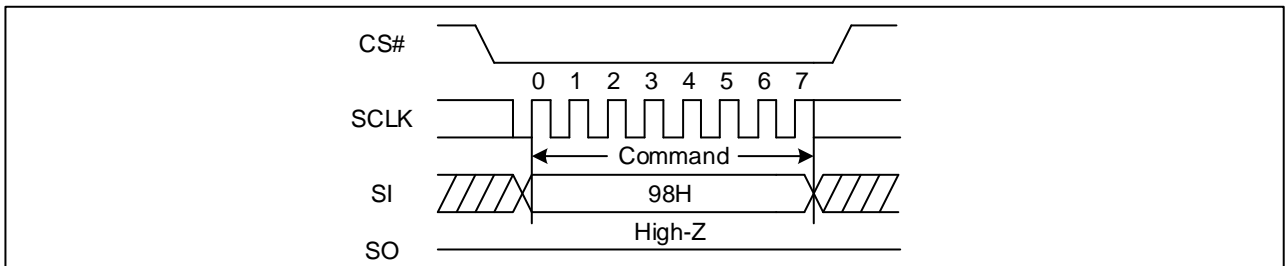 CS#
0 1 2 3 4 5 6 7
SCLK
Command
SI
98H
High-Z
SO